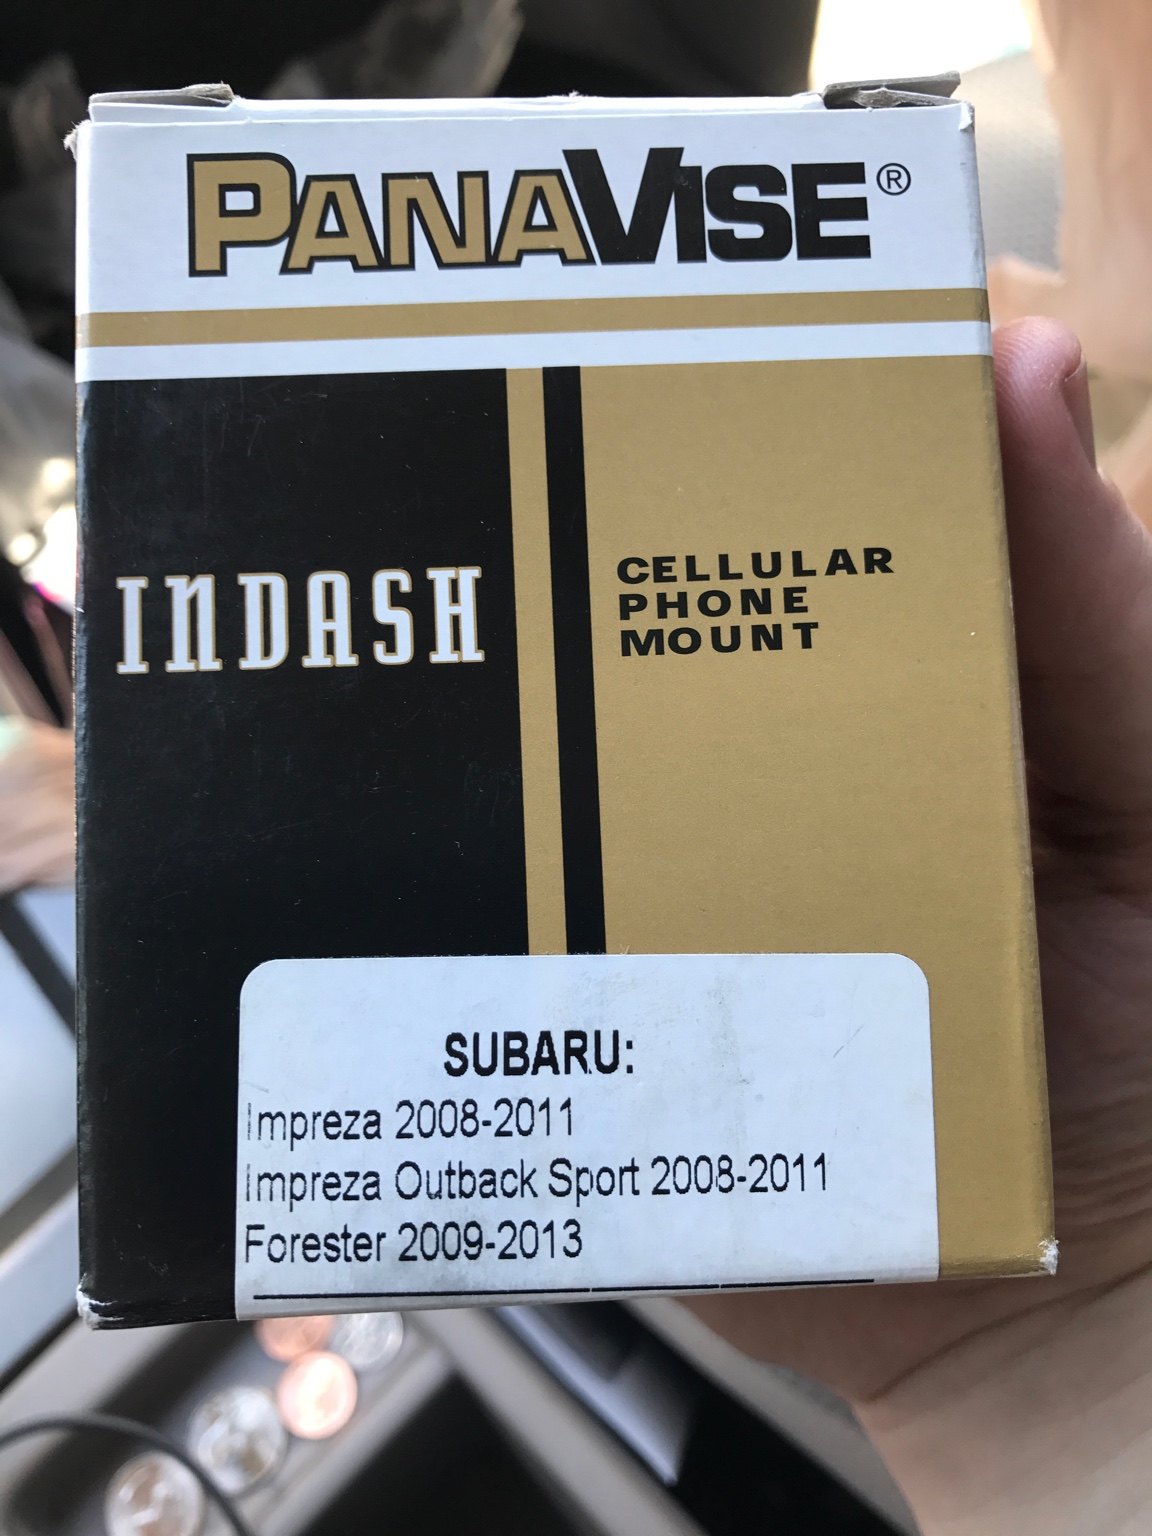 PANAVISE®
INDASH
CELLULAR
PHONE
MOUNT
SUBARU:
Impreza 2008-2011
Impreza Outback Sport 2008-2011
Forester 2009-2013